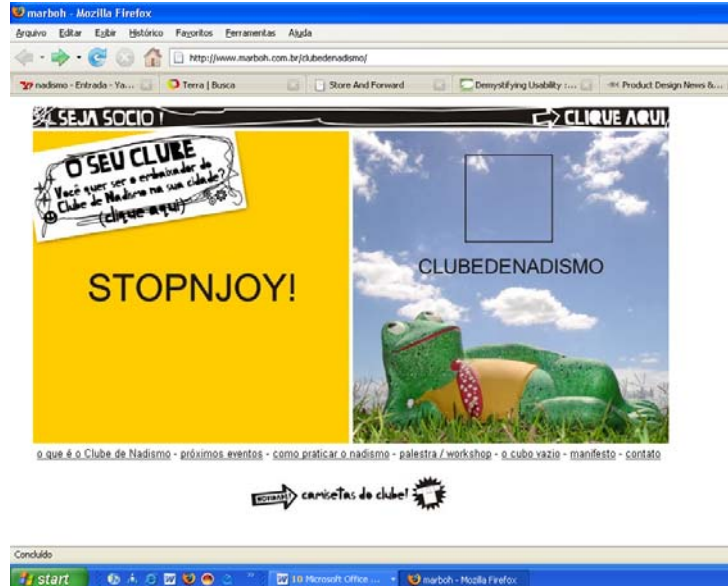 marboh - Mozilla Firefox
Arquivo Editar Exibir Histórico Favoritos Ferramentas Ajuda
http://www.marboh.com.br/clubedenadismo/
nadismo - Entrada - Ya...
Terra | Busca
Store And Forward
Demystifying Usability :...
Product Design News &...
SEJA SOCIO !
CLIQUE AQUI
O SEU CLUBE
Você quer ser o embaixador do
Clube de Nadismo na sua cidade?
(clique aqui)
STOPNJOY!
CLUBEDENADISMO
o que é o Clube de Nadismo - próximos eventos - como praticar o nadismo - palestra / workshop - o cubo vazio - manifesto - contato
NOVIDADE!
camisetas do clube!
Concluído
start
10 Microsoft Office ...
marboh - Mozilla Firefox